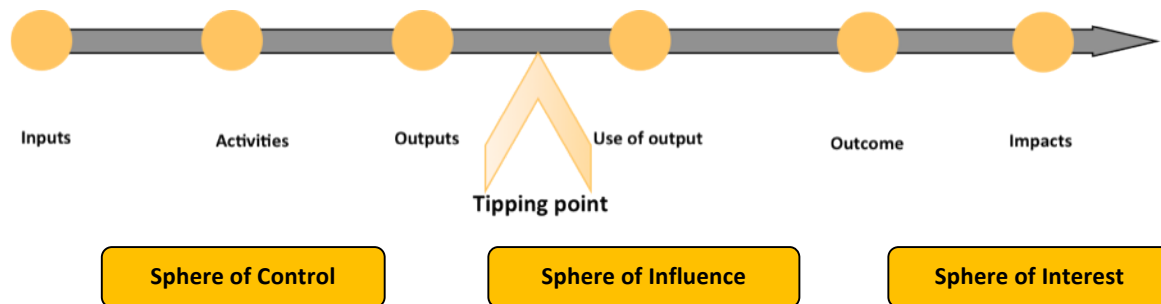 Inputs
Activities
Outputs
Use of output
Outcome
Impacts
Tipping point
Sphere of Control
Sphere of Influence
Sphere of Interest